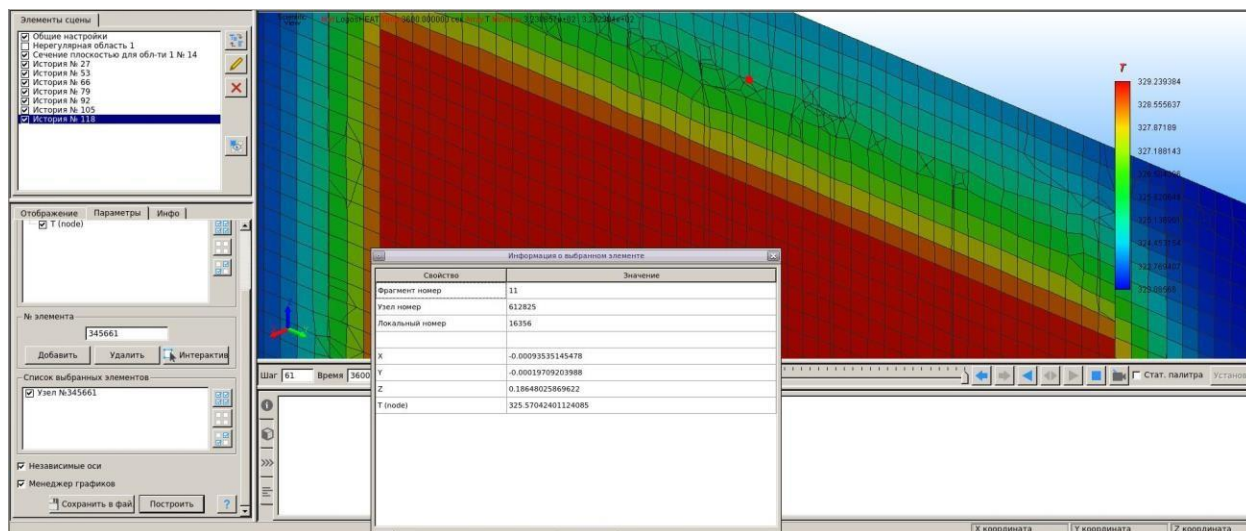 Элементы сцены
Общие настройки
Нерегулярная область 1
Сечение плоскостью для обл-ти 1 № 14
История № 27
История № 53
История № 66
История № 79
История № 92
История № 105
История № 118
Отображение Параметры Инфо
T (node)
№ элемента
345661
Добавить Удалить Интерактив
Список выбранных элементов
Узел №345661
Независимые оси
Менеджер графиков
Сохранить в фай Построить ?
T
329.239384
328.555637
327.87189
327.188143
Информация о выбранном элементе
Свойство Значение
Фрагмент номер 11
Узел номер 612825
Локальный номер 16356
X -0.00093535145478
Y -0.00019709203988
Z 0.18648025869622
T (node) 325.57042401124085
Шаг 61 Время 3600
Стат. палитра Установ
X координата Y координата Z координата